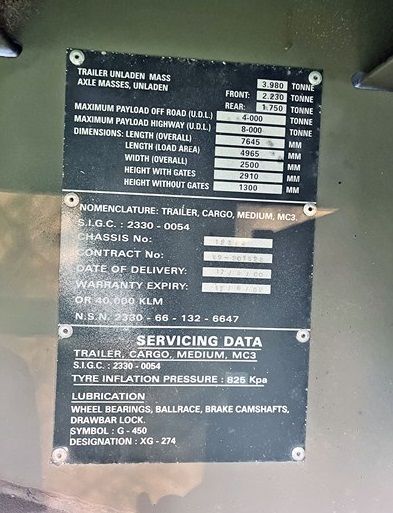 TRAILER UNLADEN MASS 3.980 TONNE
AXLE MASSES, UNLADEN FRONT: 2.230 TONNE
REAR: 1.750 TONNE
MAXIMUM PAYLOAD OFF ROAD (U.D.L.) 4-000 TONNE
MAXIMUM PAYLOAD HIGHWAY (U.D.L.) 8-000 TONNE
DIMENSIONS: LENGTH (OVERALL) 7645 MM
LENGTH (LOAD AREA) 4965 MM
WIDTH (OVERALL) 2500 MM
HEIGHT WITH GATES 2910 MM
HEIGHT WITHOUT GATES 1300 MM
NOMENCLATURE: TRAILER, CARGO, MEDIUM, MC3.
S.I.G.C. : 2330 - 0054
CHASSIS No:
CONTRACT No:
DATE OF DELIVERY:
WARRANTY EXPIRY:
OR 40,000 KLM
N.S.N. 2330 - 66 - 132 - 6647
SERVICING DATA
TRAILER, CARGO, MEDIUM, MC3
S.I.G.C. : 2330-0054
TYRE INFLATION PRESSURE : 825 Kpa
LUBRICATION
WHEEL BEARINGS, BALLRACE, BRAKE CAMSHAFTS,
DRAWBAR LOCK.
SYMBOL : G - 450
DESIGNATION : XG - 274